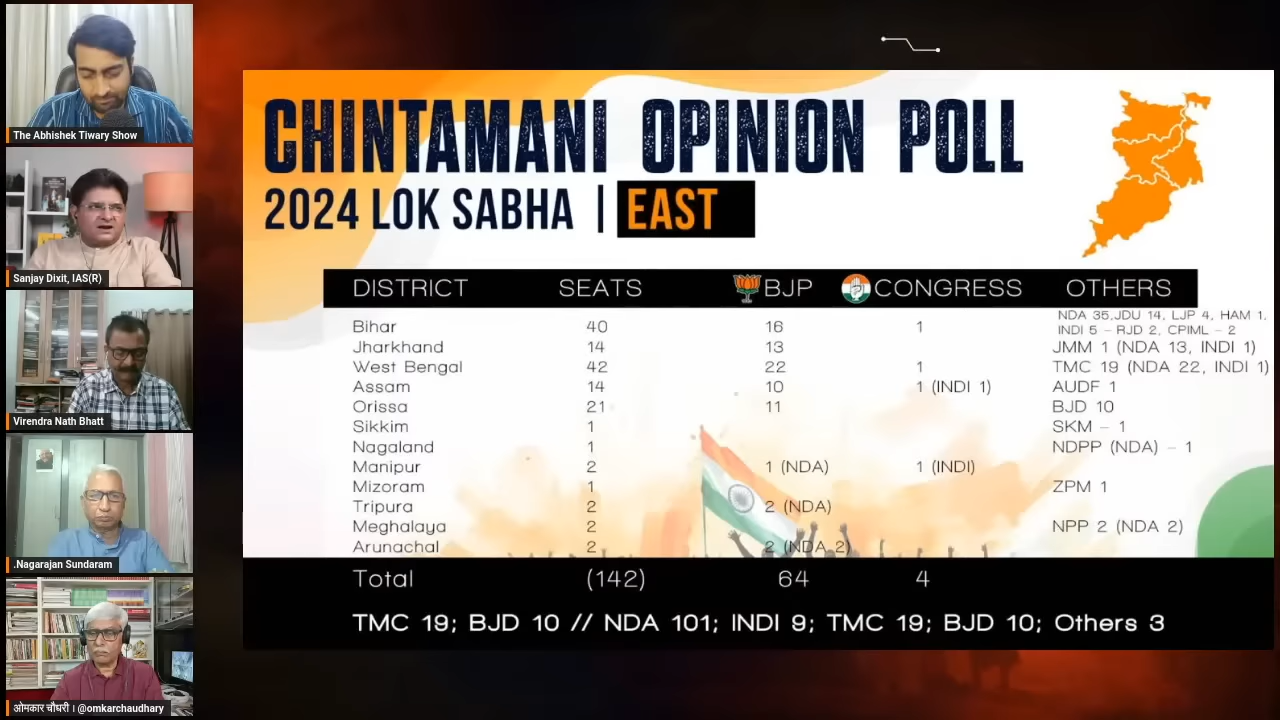 The Abhishek Tiwary Show
Sanjay Dixit, IAS(R)
Virendra Nath Bhatt
.Nagarajan Sundaram
ओमकार चौधरी । @omkarchaudhary
CHINTAMANI OPINION POLL
2024 LOK SABHA | EAST
DISTRICT SEATS BJP CONGRESS OTHERS
Bihar 40 16 1 NDA 35,JDU 14, LJP 4, HAM 1,
INDI 5 – RJD 2, CPIML – 2
Jharkhand 14 13 JMM 1 (NDA 13, INDI 1)
West Bengal 42 22 1 TMC 19 (NDA 22, INDI 1)
Assam 14 10 1 (INDI 1) AUDF 1
Orissa 21 11 BJD 10
Sikkim 1 SKM – 1
Nagaland 1 NDPP (NDA) – 1
Manipur 2 1 (NDA) 1 (INDI)
Mizoram 1 ZPM 1
Tripura 2 2 (NDA)
Meghalaya 2 NPP 2 (NDA 2)
Arunachal 2 2 (NDA 2)
Total (142) 64 4
TMC 19; BJD 10 // NDA 101; INDI 9; TMC 19; BJD 10; Others 3